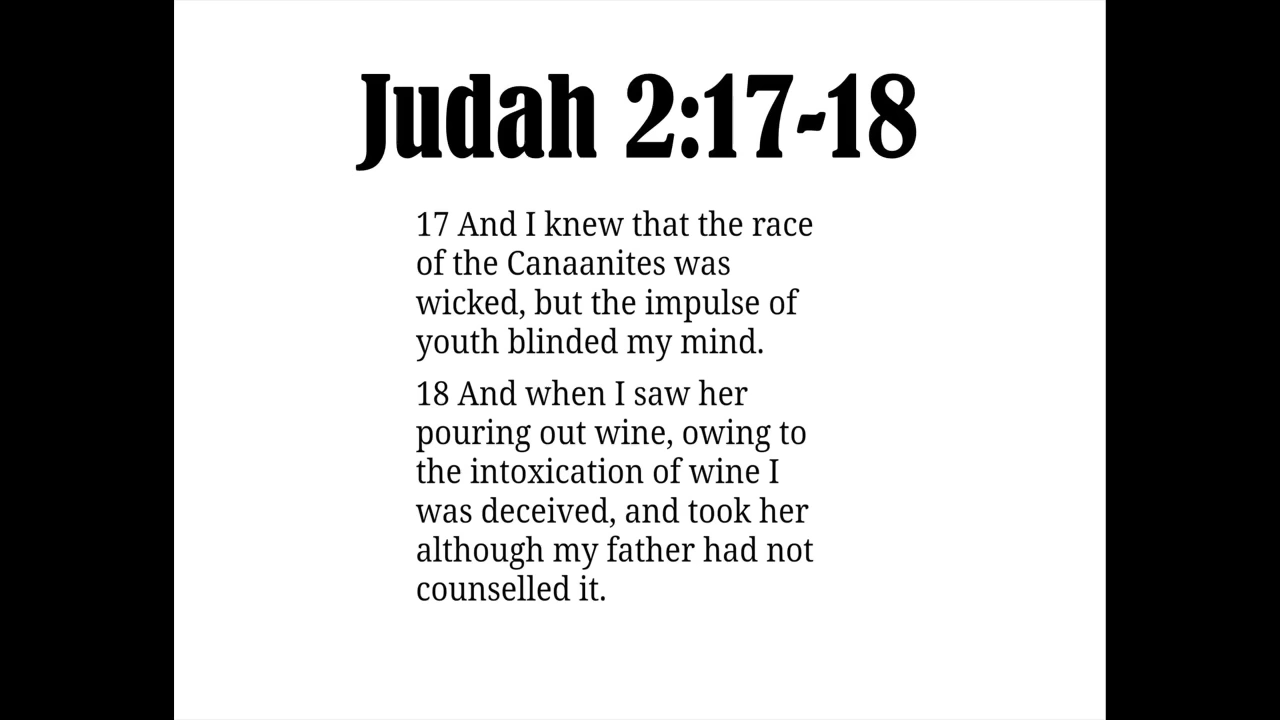 Judah 2:17-18
17 And I knew that the race
of the Canaanites was
wicked, but the impulse of
youth blinded my mind.
18 And when I saw her
pouring out wine, owing to
the intoxication of wine I
was deceived, and took her
although my father had not
counselled it.